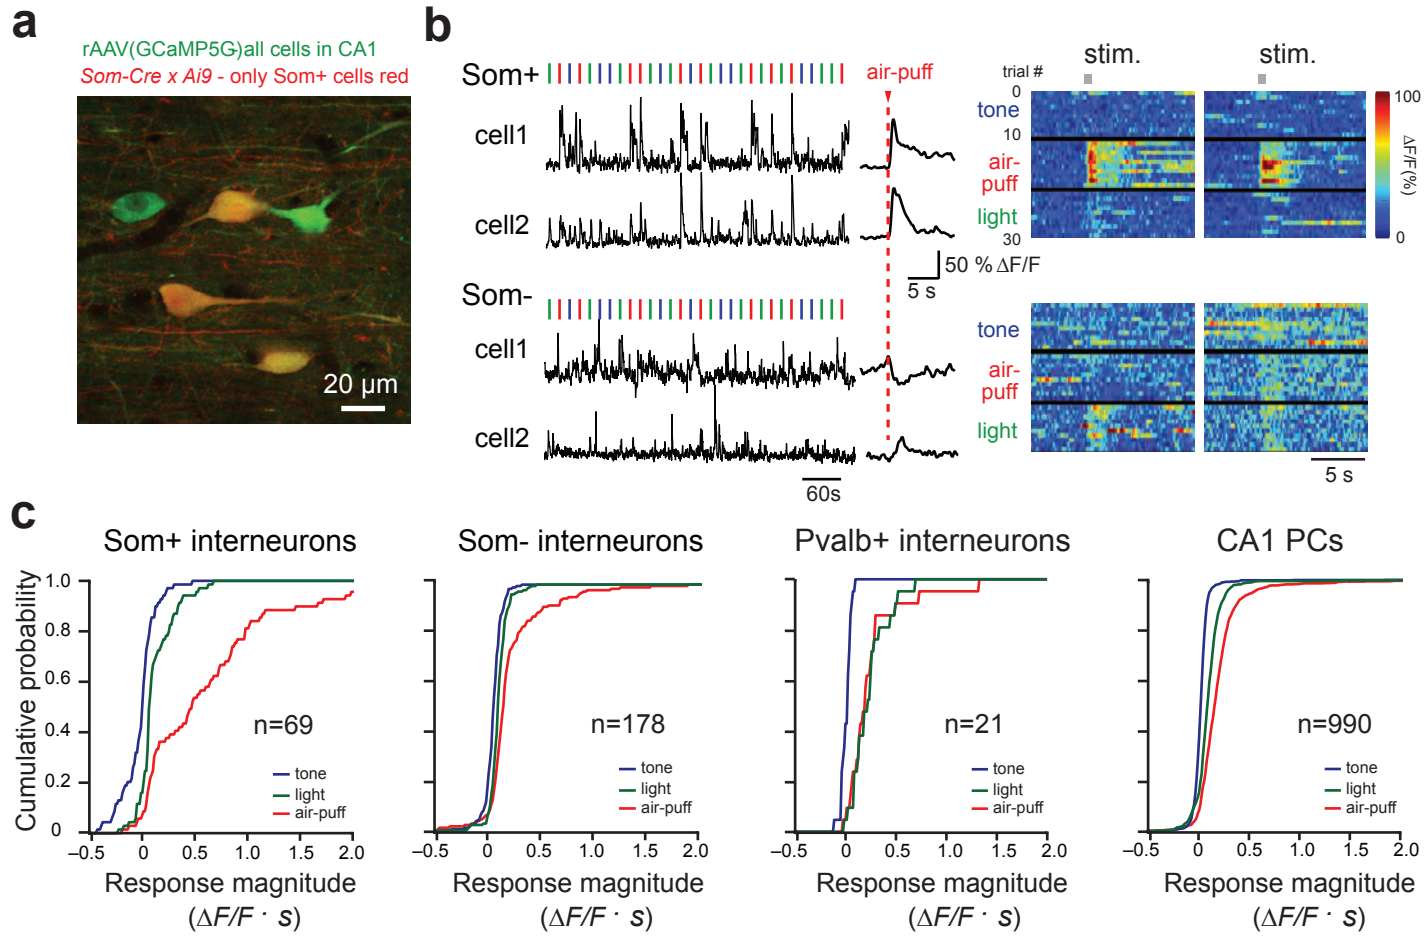 a
rAAV(GCaMP5G-)all cells in CA1
Som-Cre x Ai9 - only Som+ cells red
20 µm
b
Som+
air-puff
cell1
cell2
50 % ΔF/F
5 s
Som-
cell1
cell2
60s
stim.
stim.
trial #
0
tone
10
air-
puff
light
30
100
ΔF/F(%)
0
tone
air-
puff
light
5 s
c
Som+ interneurons
Cumulative probability
1.0
0.8
0.6
0.4
0.2
0
n=69
tone
light
air-puff
–0.5 0 0.5 1.0 1.5 2.0
Response magnitude
(ΔF/F · s)
Som- interneurons
n=178
tone
light
air-puff
–0.5 0 0.5 1.0 1.5 2.0
Response magnitude
(ΔF/F · s)
Pvalb+ interneurons
n=21
tone
light
air-puff
–0.5 0 0.5 1.0 1.5 2.0
Response magnitude
(ΔF/F · s)
CA1 PCs
n=990
tone
light
air-puff
–0.5 0 0.5 1.0 1.5 2.0
Response magnitude
(ΔF/F · s)